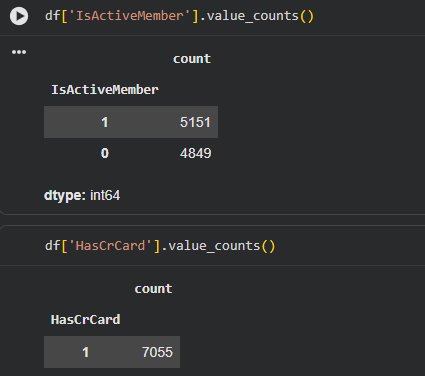 df['IsActiveMember'].value_counts()
count
IsActiveMember
1 5151
0 4849
dtype: int64
df['HasCrCard'].value_counts()
count
HasCrCard
1 7055